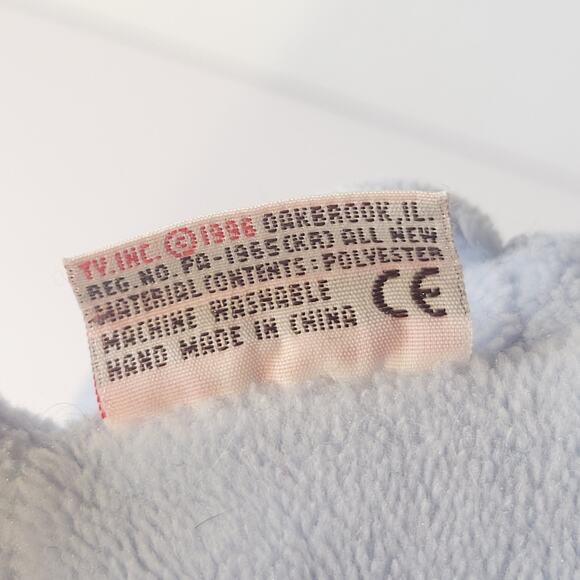 TY.INC. © 1996 OAKBROOK,IL.
REG.NO PA-1965(KR) ALL NEW
MATERIAL CONTENTS: POLYESTER
MACHINE WASHABLE
HAND MADE IN CHINA
CE